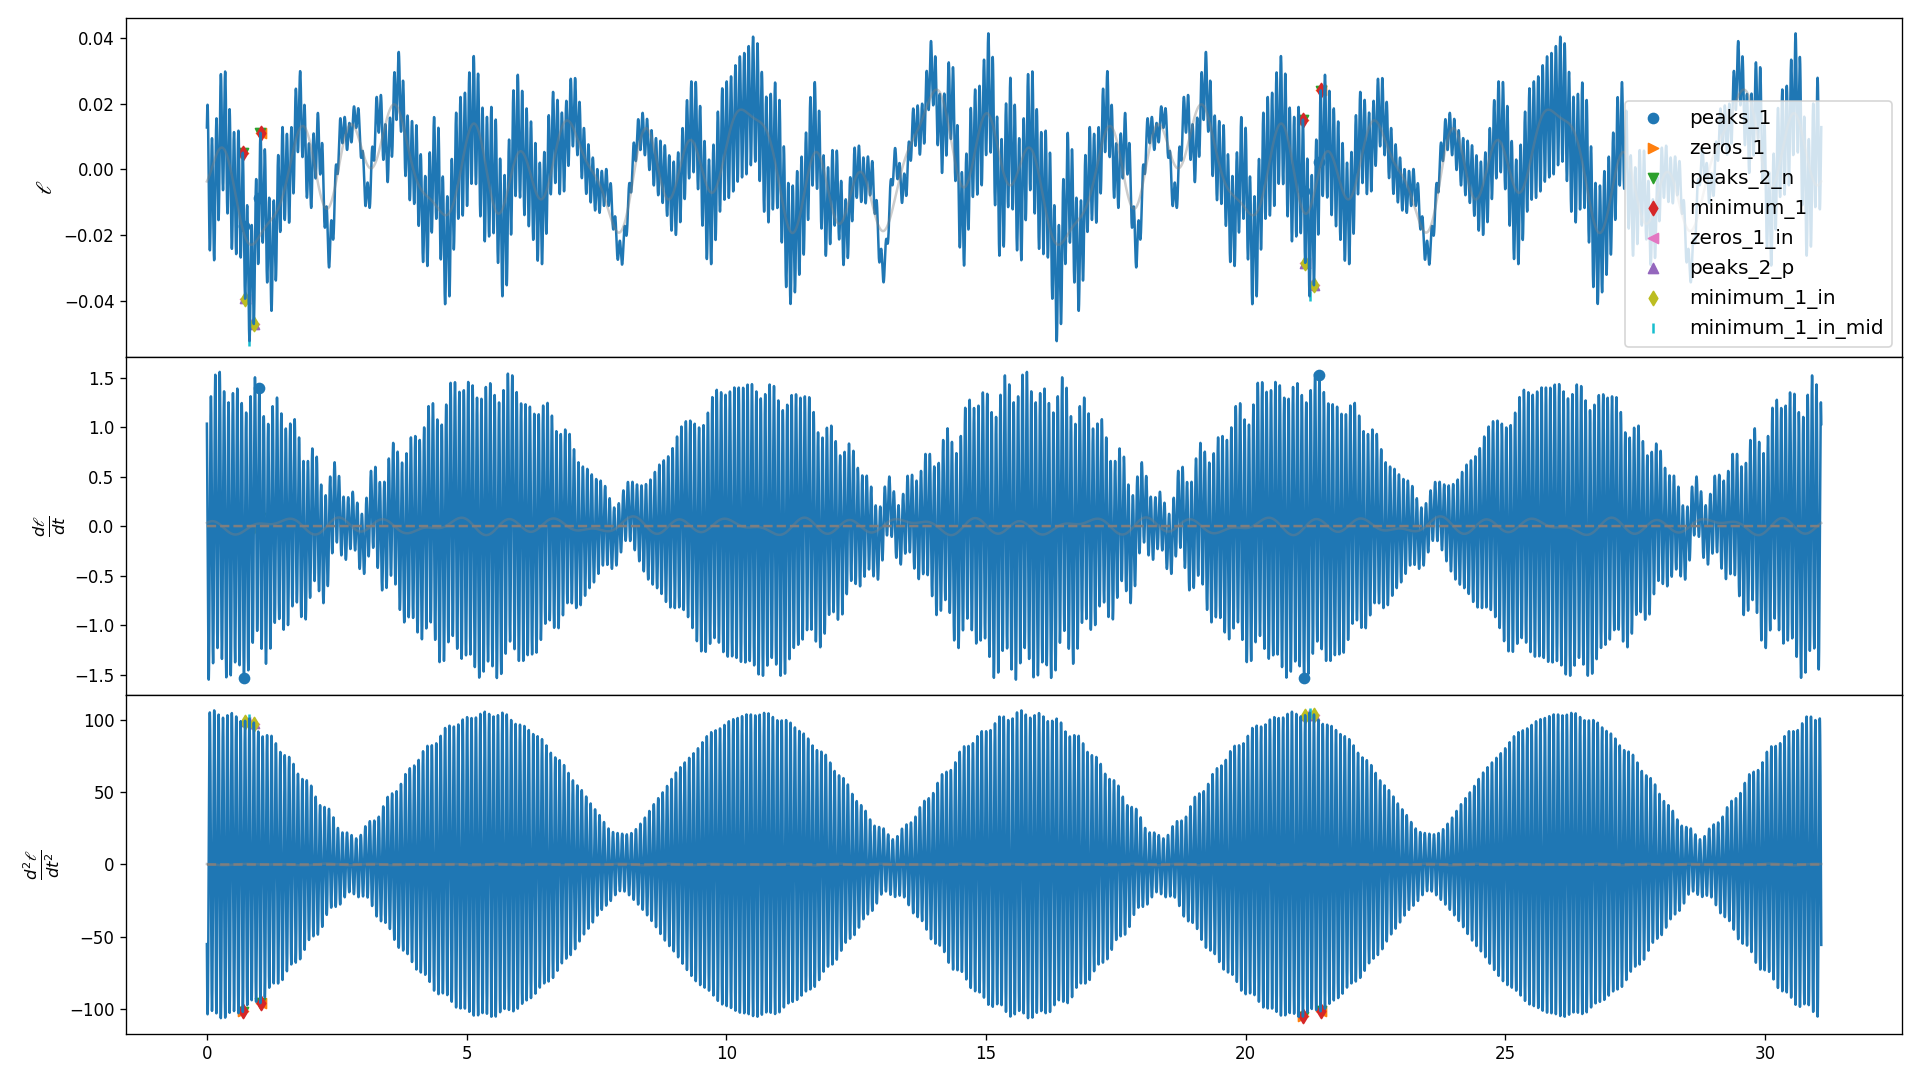 0.04
0.02
0.00
−0.02
−0.04
ℓ
peaks_1
zeros_1
peaks_2_n
minimum_1
zeros_1_in
peaks_2_p
minimum_1_in
minimum_1_in_mid
1.5
1.0
0.5
0.0
−0.5
−1.0
−1.5
dℓ
dt
100
50
0
−50
−100
d²ℓ
dt²
0 5 10 15 20 25 30